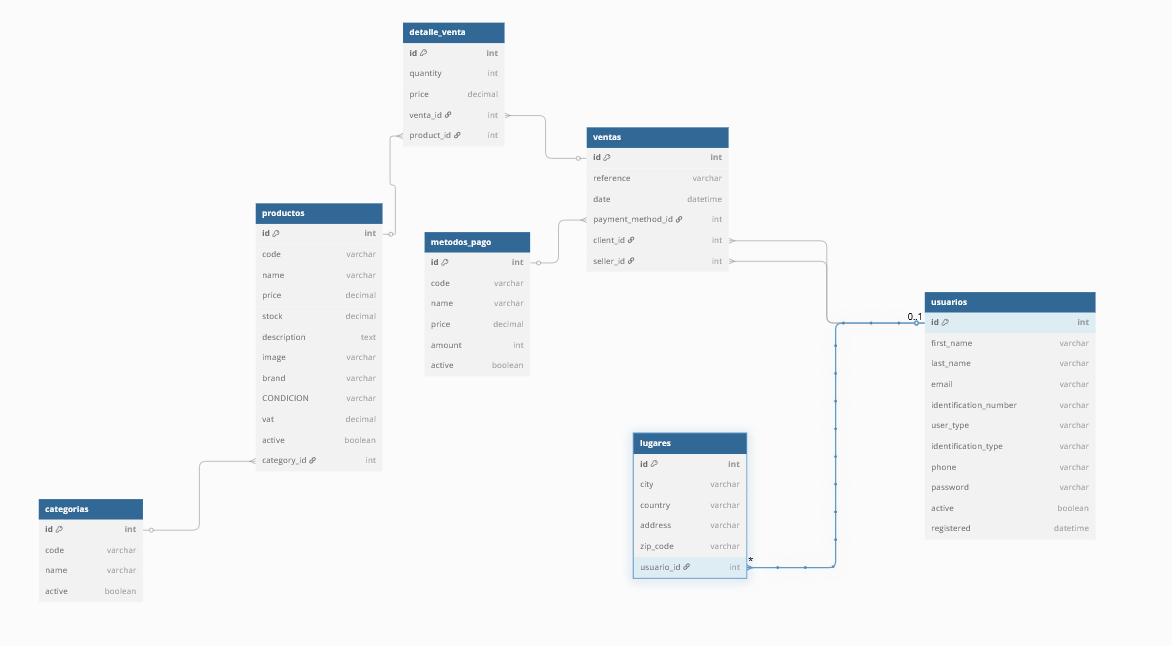 detalle_venta
id int
quantity int
price decimal
venta_id int
product_id int
ventas
id int
reference varchar
date datetime
payment_method_id int
client_id int
seller_id int
productos
id int
code varchar
name varchar
price decimal
stock decimal
description text
image varchar
brand varchar
CONDICION varchar
vat decimal
active boolean
category_id int
metodos_pago
id int
code varchar
name varchar
price decimal
amount int
active boolean
usuarios
0..1
id int
first_name varchar
last_name varchar
email varchar
identification_number varchar
user_type varchar
identification_type varchar
phone varchar
password varchar
active boolean
registered datetime
lugares
id int
city varchar
country varchar
address varchar
zip_code varchar
usuario_id int
*
categorias
id int
code varchar
name varchar
active boolean